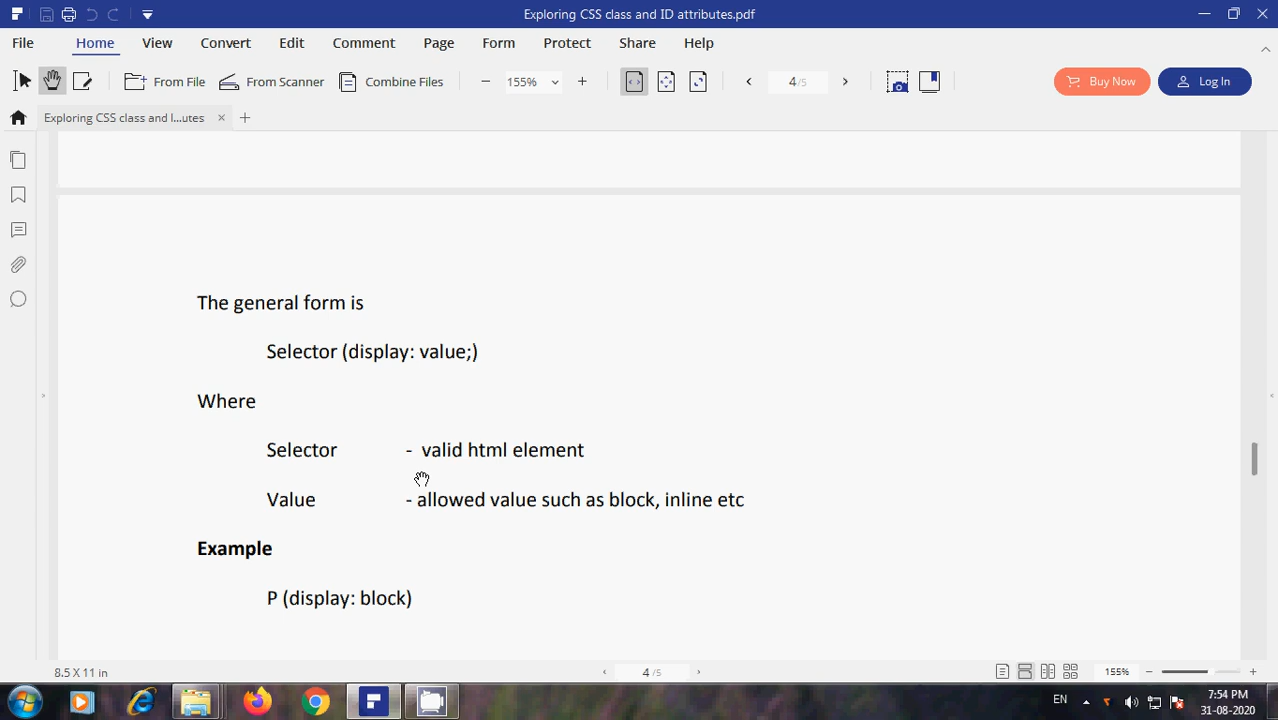 Exploring CSS class and ID attributes.pdf
File Home View Convert Edit Comment Page Form Protect Share Help
From File From Scanner Combine Files 155% 4/5 Buy Now Log In
Exploring CSS class and I...utes
The general form is
Selector (display: value;)
Where
Selector - valid html element
Value - allowed value such as block, inline etc
Example
P (display: block)
8.5 X 11 in 4/5 155%
EN 7:54 PM
31-08-2020